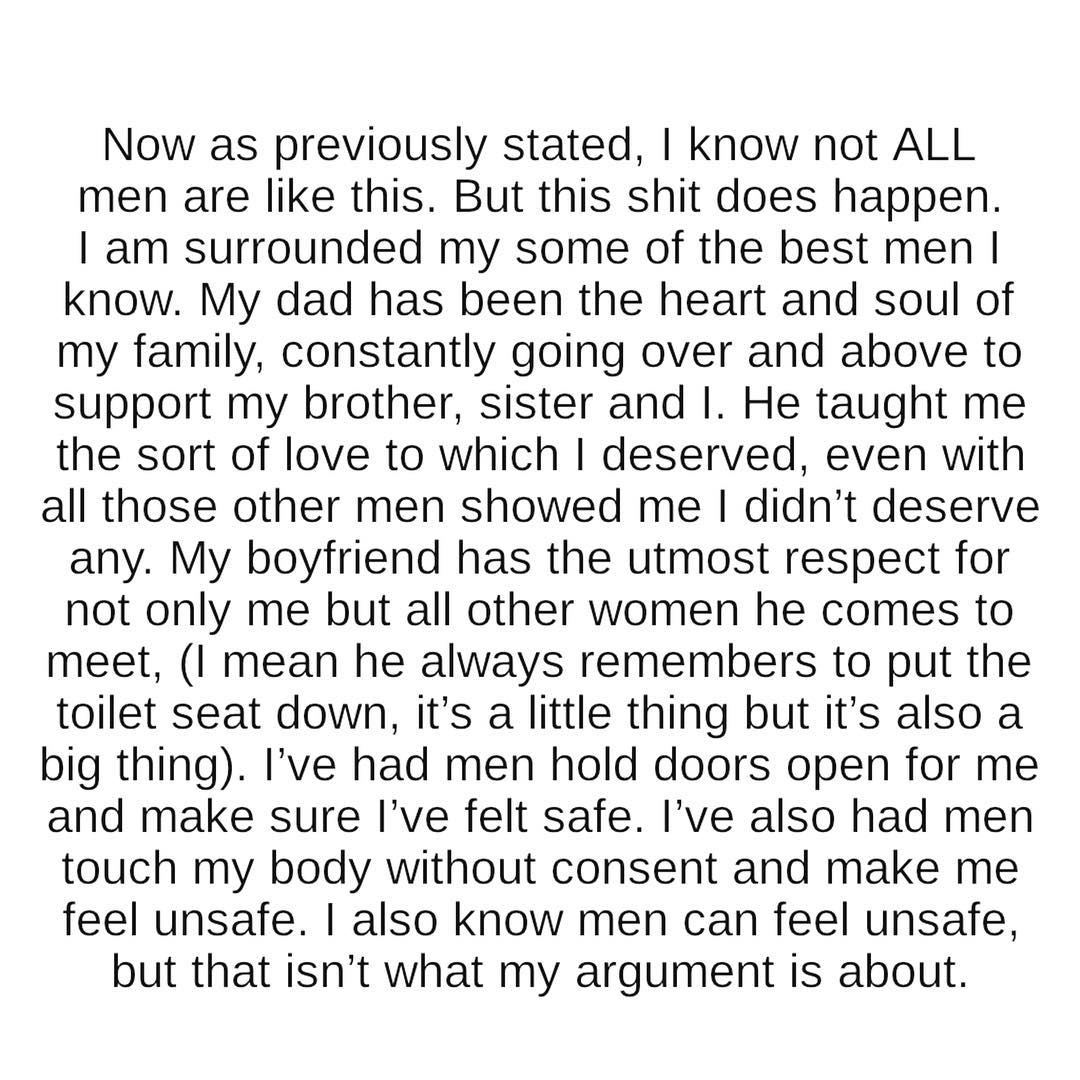 Now as previously stated, I know not ALL
men are like this. But this shit does happen.
I am surrounded my some of the best men I
know. My dad has been the heart and soul of
my family, constantly going over and above to
support my brother, sister and I. He taught me
the sort of love to which I deserved, even with
all those other men showed me I didn’t deserve
any. My boyfriend has the utmost respect for
not only me but all other women he comes to
meet, (I mean he always remembers to put the
toilet seat down, it’s a little thing but it’s also a
big thing). I’ve had men hold doors open for me
and make sure I’ve felt safe. I’ve also had men
touch my body without consent and make me
feel unsafe. I also know men can feel unsafe,
but that isn’t what my argument is about.